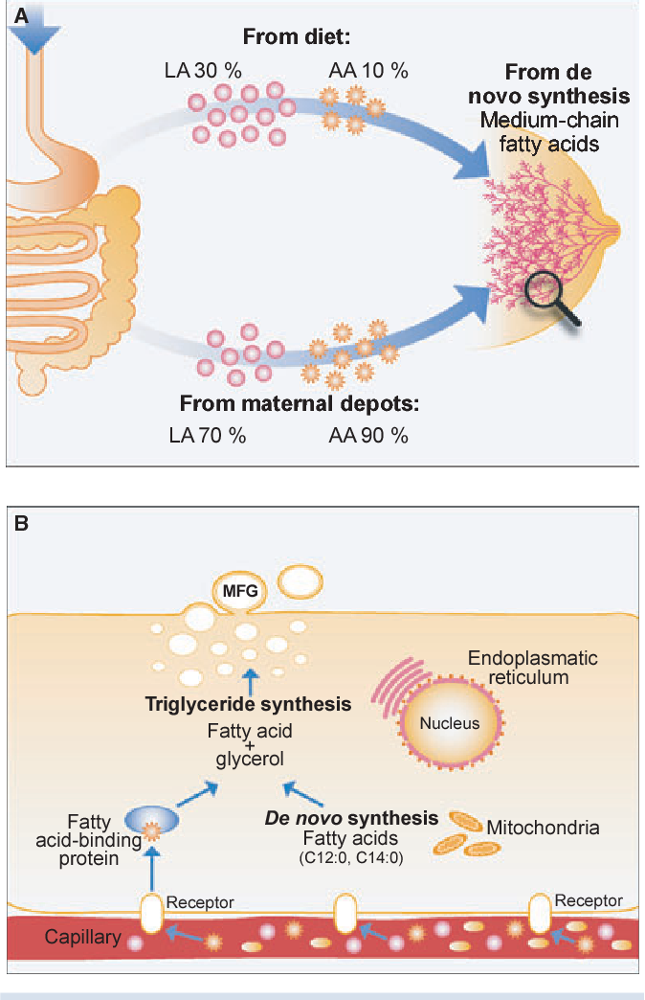 A
From diet:
LA 30 %
AA 10 %
From de
novo synthesis
Medium-chain
fatty acids
From maternal depots:
LA 70 %
AA 90 %
B
MFG
Endoplasmatic
reticulum
Triglyceride synthesis
Fatty acid
+
glycerol
Nucleus
Fatty
acid-binding
protein
De novo synthesis
Fatty acids
(C12:0, C14:0)
Mitochondria
Receptor
Receptor
Capillary